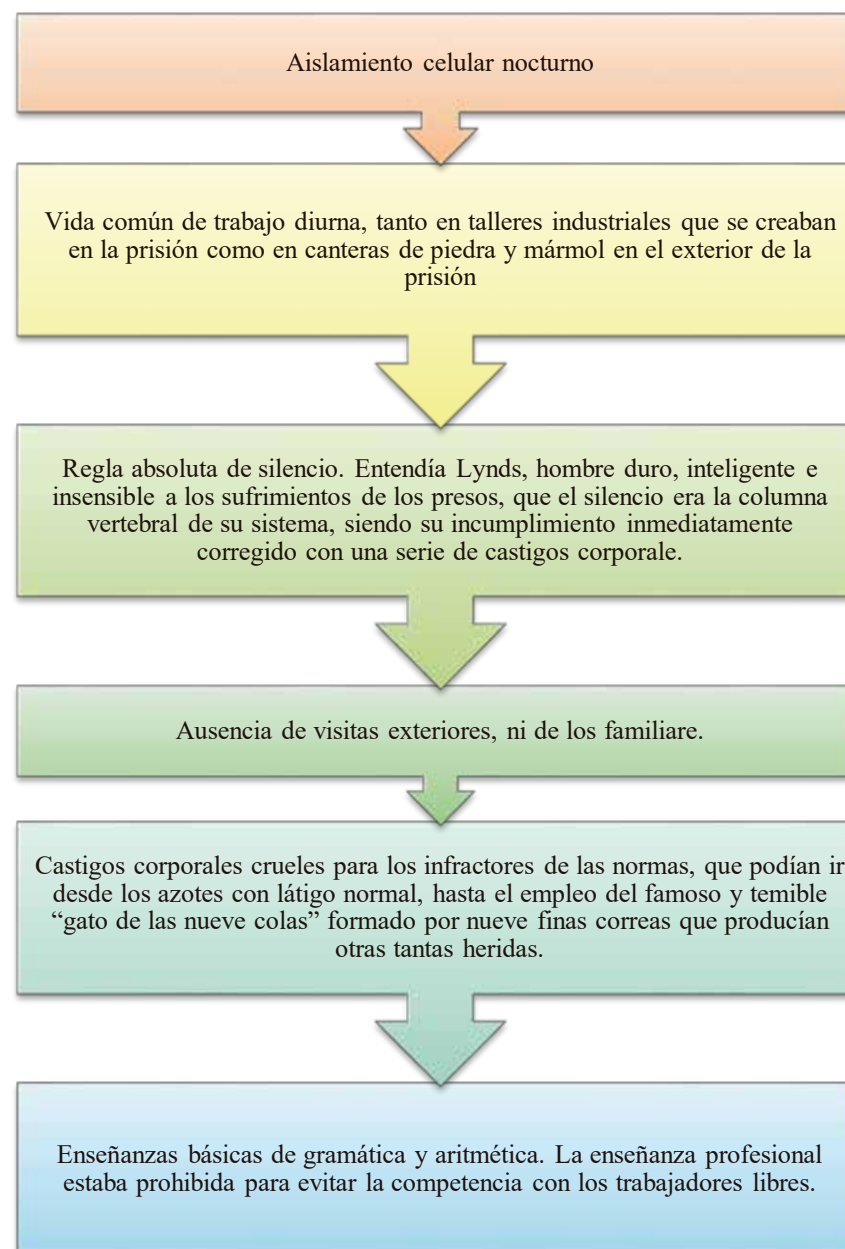 Aislamiento celular nocturno
Vida común de trabajo diurna, tanto en talleres industriales que se creaban
en la prisión como en canteras de piedra y mármol en el exterior de la
prisión
Regla absoluta de silencio. Entendía Lynds, hombre duro, inteligente e
insensible a los sufrimientos de los presos, que el silencio era la columna
vertebral de su sistema, siendo su incumplimiento inmediatamente
corregido con una serie de castigos corporale.
Ausencia de visitas exteriores, ni de los familiare.
Castigos corporales crueles para los infractores de las normas, que podían ir
desde los azotes con látigo normal, hasta el empleo del famoso y temible
“gato de las nueve colas” formado por nueve finas correas que producían
otras tantas heridas.
Enseñanzas básicas de gramática y aritmética. La enseñanza profesional
estaba prohibida para evitar la competencia con los trabajadores libres.